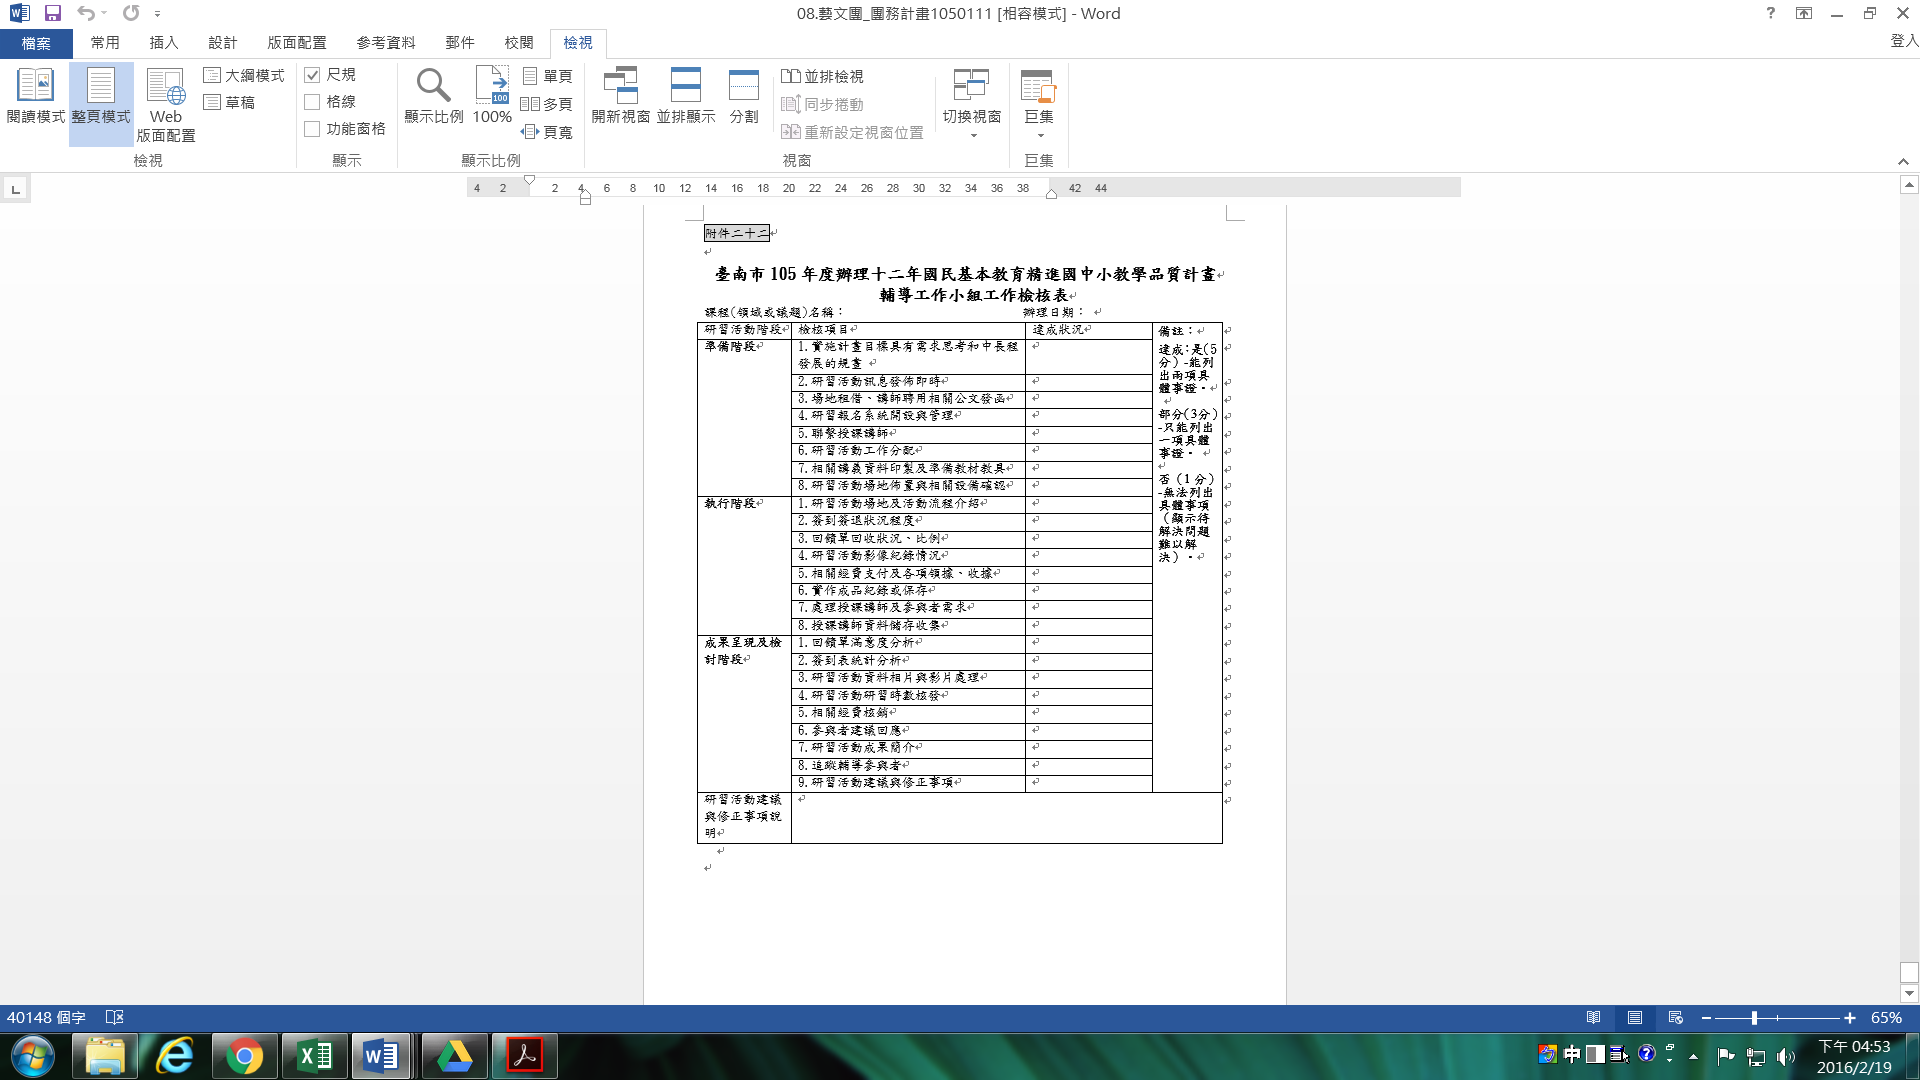 08.藝文團_團務計畫1050111 [相容模式] - Word
登入
檔案 常用 插入 設計 版面配置 參考資料 郵件 校閱 檢視
閱讀模式 整頁模式 Web 版面配置 大綱模式 草稿
檢視
尺規 格線 功能窗格
顯示
顯示比例 100% 單頁 多頁 頁寬
顯示比例
開新視窗 並排顯示 分割 並排檢視 同步捲動 重新設定視窗位置 切換視窗
視窗
巨集
巨集
4 2 2 4 6 8 10 12 14 16 18 20 22 24 26 28 30 32 34 36 38 42 44
附件二十二
臺南市 105 年度辦理十二年國民基本教育精進國中小教學品質計畫
輔導工作小組工作檢核表
課程(領域或議題)名稱： 辦理日期：
研習活動階段 檢核項目 達成狀況
準備階段
1.實施計畫目標具有需求思考和中長程
發展的規畫
2.研習活動訊息發佈即時
3.場地租借、講師聘用相關公文發函
4.研習報名系統開設與管理
5.聯繫授課講師
6.研習活動工作分配
7.相關講義資料印製及準備教材教具
8.研習活動場地佈置與相關設備確認
執行階段
1.研習活動場地及活動流程介紹
2.簽到簽退狀況程度
3.回饋單回收狀況、比例
4.研習活動影像紀錄情況
5.相關經費支付及各項領據、收據
6.實作成品紀錄或保存
7.處理授課講師及參與者需求
8.授課講師資料儲存收集
成果呈現及檢
討階段
1.回饋單滿意度分析
2.簽到表統計分析
3.研習活動資料相片與影片處理
4.研習活動研習時數核發
5.相關經費核銷
6.參與者建議回應
7.研習活動成果簡介
8.追蹤輔導參與者
9.研習活動建議與修正事項
備註：
達成:是(5
分)-能列
出兩項具
體事證。
部分(3分)
-只能列出
一項具體
事證。
否（1 分）
-無法列出
具體事項
（顯示待
解決問題
難以解
決）。
研習活動建議
與修正事項說
明
40148 個字
65%
中
下午 04:53
2016/2/19